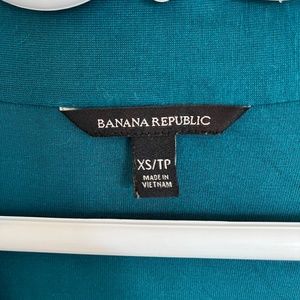 BANANA REPUBLIC
XS/TP
MADE IN
VIETNAM